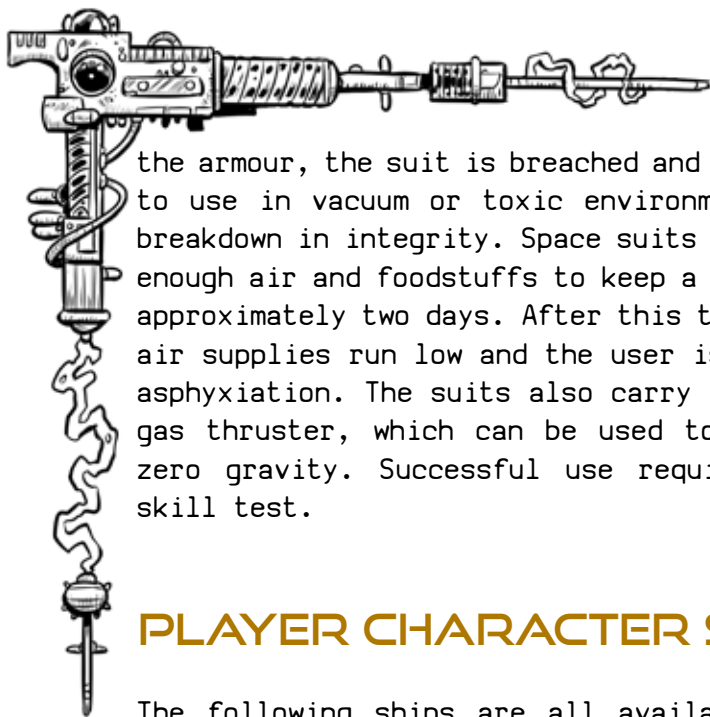 the armour, the suit is breached and
to use in vacuum or toxic environm
breakdown in integrity. Space suits
enough air and foodstuffs to keep a
approximately two days. After this t
air supplies run low and the user i
asphyxiation. The suits also carry
gas thruster, which can be used to
zero gravity. Successful use requi
skill test.
PLAYER CHARACTER S
The following ships are all availa